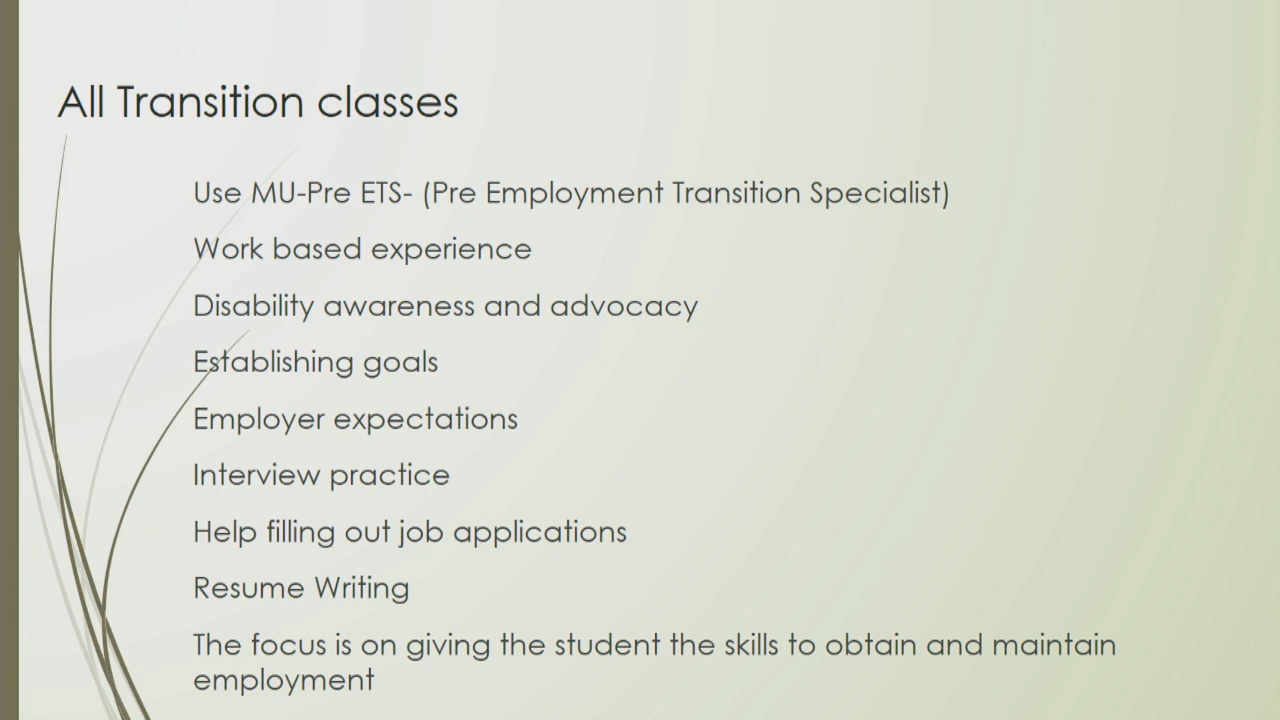 All Transition classes
Use MU-Pre ETS- (Pre Employment Transition Specialist)
Work based experience
Disability awareness and advocacy
Establishing goals
Employer expectations
Interview practice
Help filling out job applications
Resume Writing
The focus is on giving the student the skills to obtain and maintain
employment